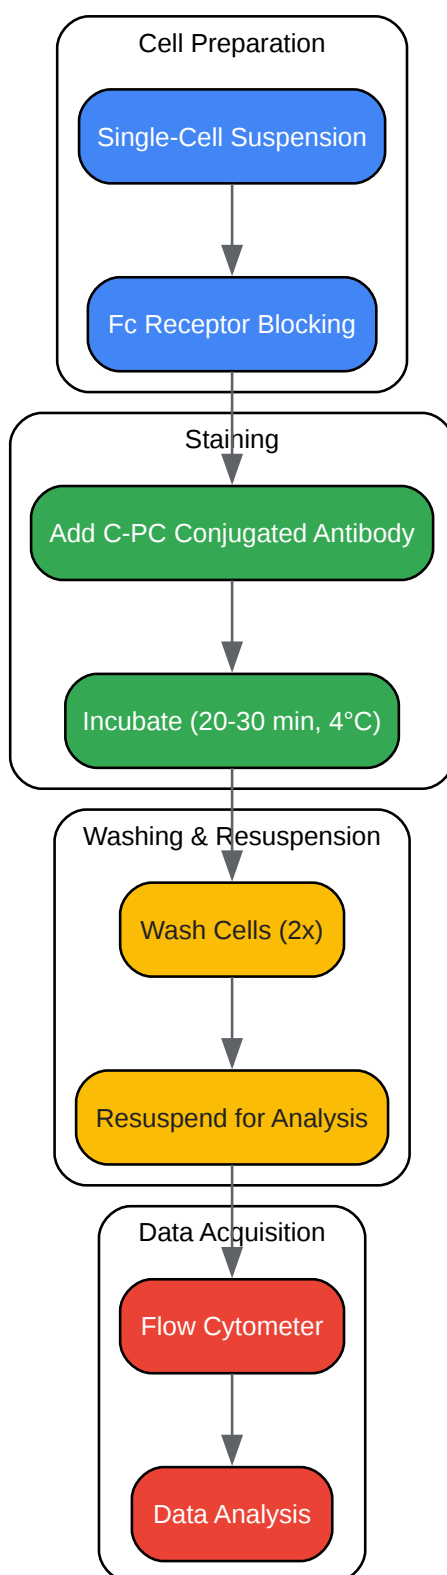 Cell Preparation
Single-Cell Suspension
Fc Receptor Blocking
Staining
Add C-PC Conjugated Antibody
Incubate (20-30 min, 4°C)
Washing & Resuspension
Wash Cells (2x)
Resuspend for Analysis
Data Acquisition
Flow Cytometer
Data Analysis